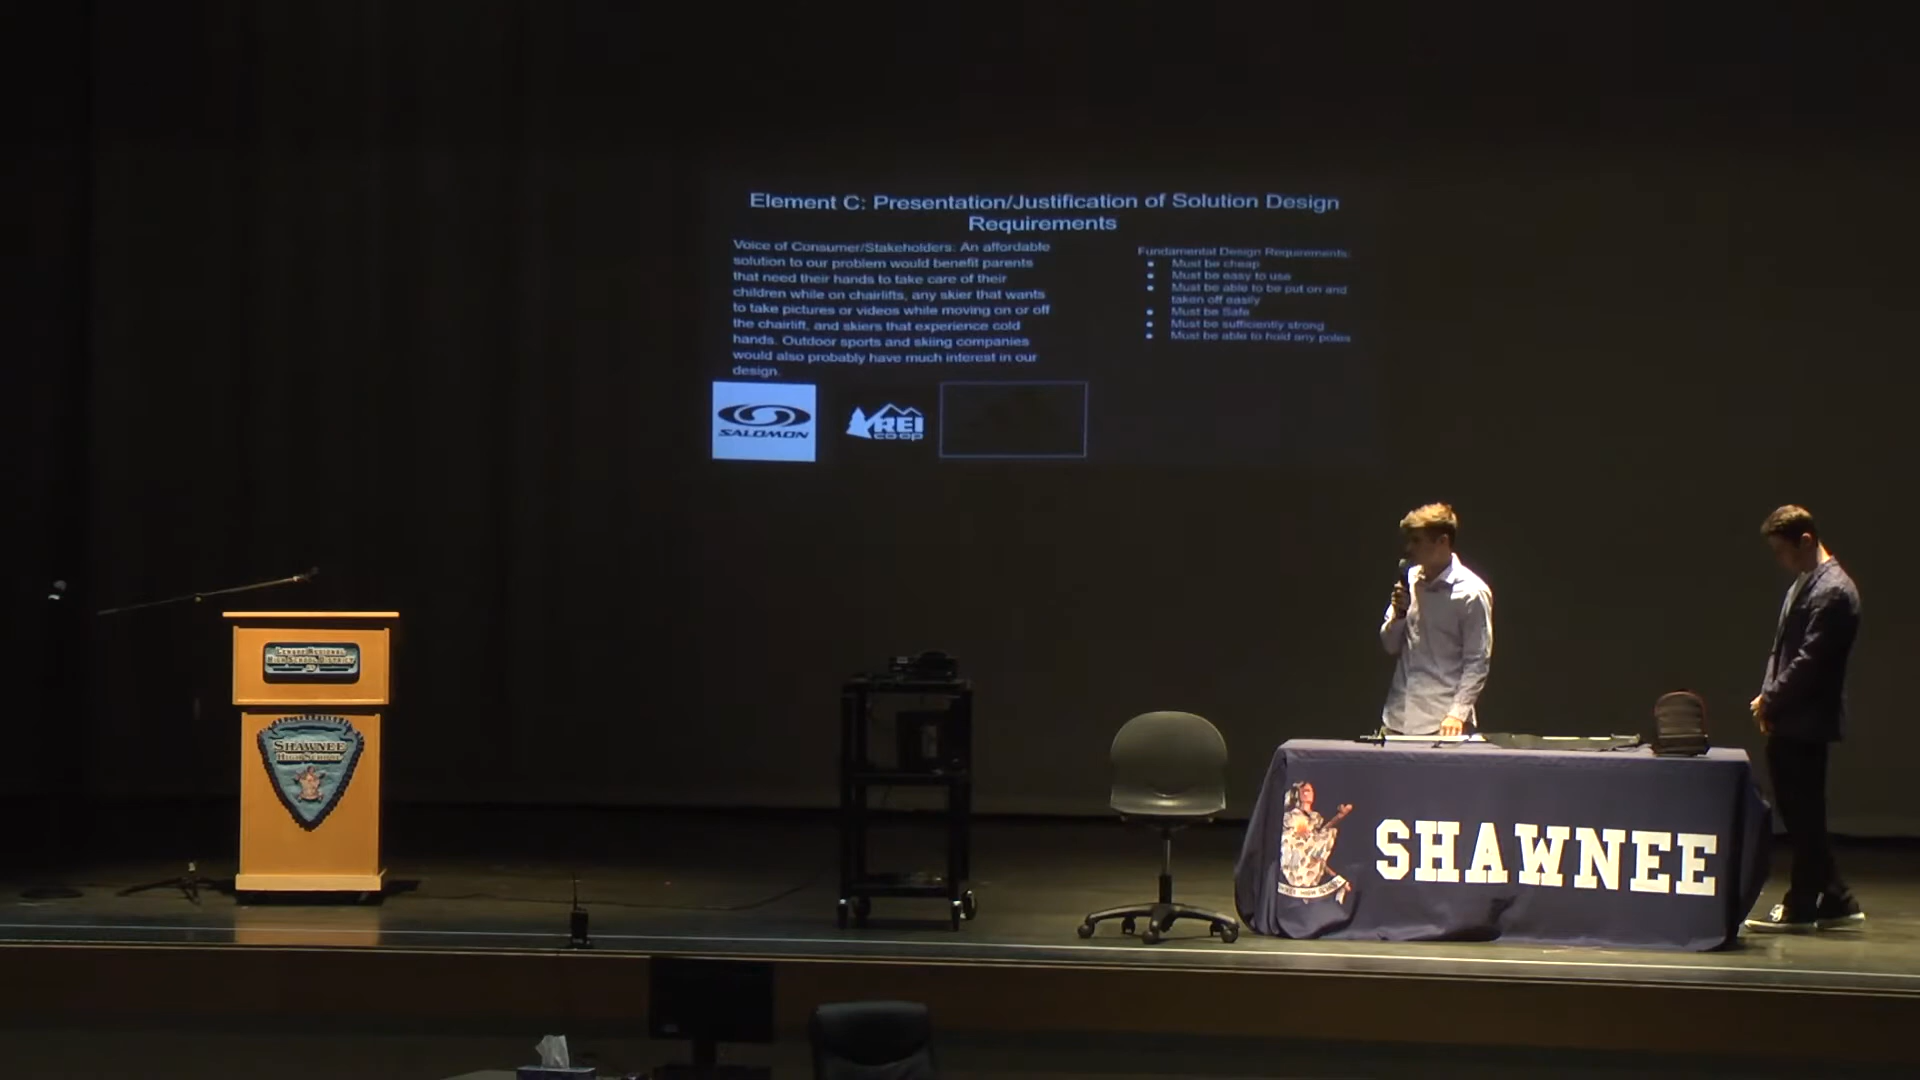 Element C: Presentation/Justification of Solution Design
Requirements
Voice of Consumer/Stakeholders: An affordable
solution to our problem would benefit parents
that need their hands to take care of their
children while on chairlifts, any skier that wants
to take pictures or videos while moving on or off
the chairlift, and skiers that experience cold
hands. Outdoor sports and skiing companies
would also probably have much interest in our
design.
Fundamental Design Requirements:
Must be cheap
Must be easy to use
Must be able to be put on and
taken off easily
Must be Safe
Must be sufficiently strong
Must be able to hold any poles
SALOMON
REI
co·op
LENAPE REGIONAL
HIGH SCHOOL DISTRICT
SHAWNEE
HIGH SCHOOL
SHAWNEE